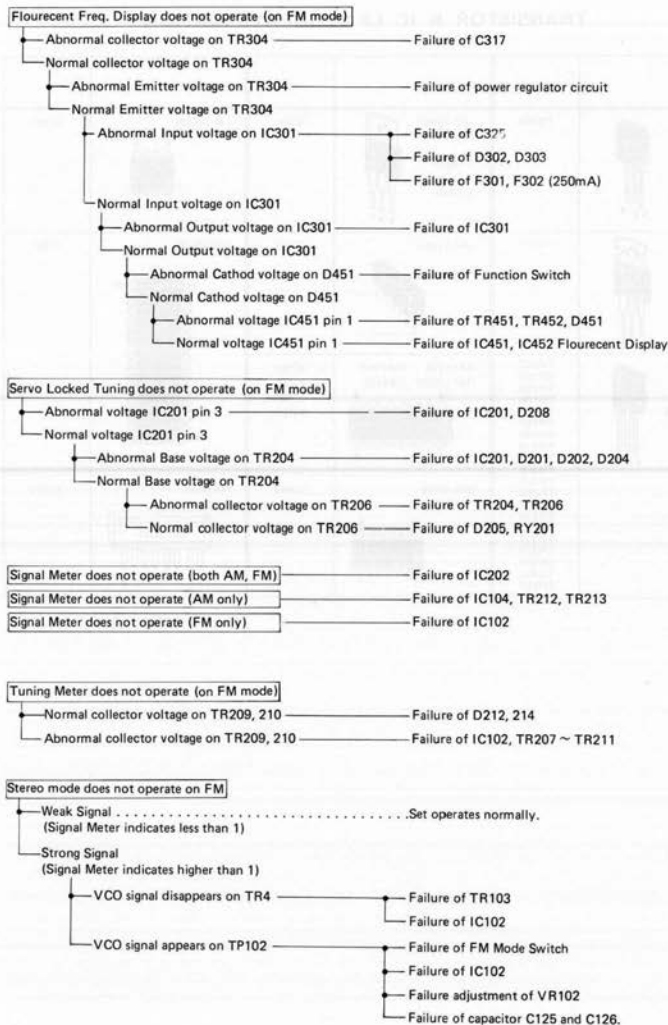 Flourecent Freq. Display does not operate (on FM mode)
Abnormal collector voltage on TR304 Failure of C317
Normal collector voltage on TR304
Abnormal Emitter voltage on TR304 Failure of power regulator circuit
Normal Emitter voltage on TR304
Abnormal Input voltage on IC301 Failure of C325
Failure of D302, D303
Failure of F301, F302 (250mA)
Normal Input voltage on IC301
Abnormal Output voltage on IC301 Failure of IC301
Normal Output voltage on IC301
Abnormal Cathod voltage on D451 Failure of Function Switch
Normal Cathod voltage on D451
Abnormal voltage IC451 pin 1 Failure of TR451, TR452, D451
Normal voltage IC451 pin 1 Failure of IC451, IC452 Flourecent Display
Servo Locked Tuning does not operate (on FM mode)
Abnormal voltage IC201 pin 3 Failure of IC201, D208
Normal voltage IC201 pin 3
Abnormal Base voltage on TR204 Failure of IC201, D201, D202, D204
Normal Base voltage on TR204
Abnormal collector voltage on TR206 Failure of TR204, TR206
Normal collector voltage on TR206 Failure of D205, RY201
Signal Meter does not operate (both AM, FM) Failure of IC202
Signal Meter does not operate (AM only) Failure of IC104, TR212, TR213
Signal Meter does not operate (FM only) Failure of IC102
Tuning Meter does not operate (on FM mode)
Normal collector voltage on TR209, 210 Failure of D212, 214
Abnormal collector voltage on TR209, 210 Failure of IC102, TR207 ~ TR211
Stereo mode does not operate on FM
Weak Signal . . . . . . . . . . . . . . . . . . . . . . . . . . . . . . . . . .Set operates normally.
(Signal Meter indicates less than 1)
Strong Signal
(Signal Meter indicates higher than 1)
VCO signal disappears on TR4 Failure of TR103
Failure of IC102
VCO signal appears on TP102 Failure of FM Mode Switch
Failure of IC102
Failure adjustment of VR102
Failure of capacitor C125 and C126.